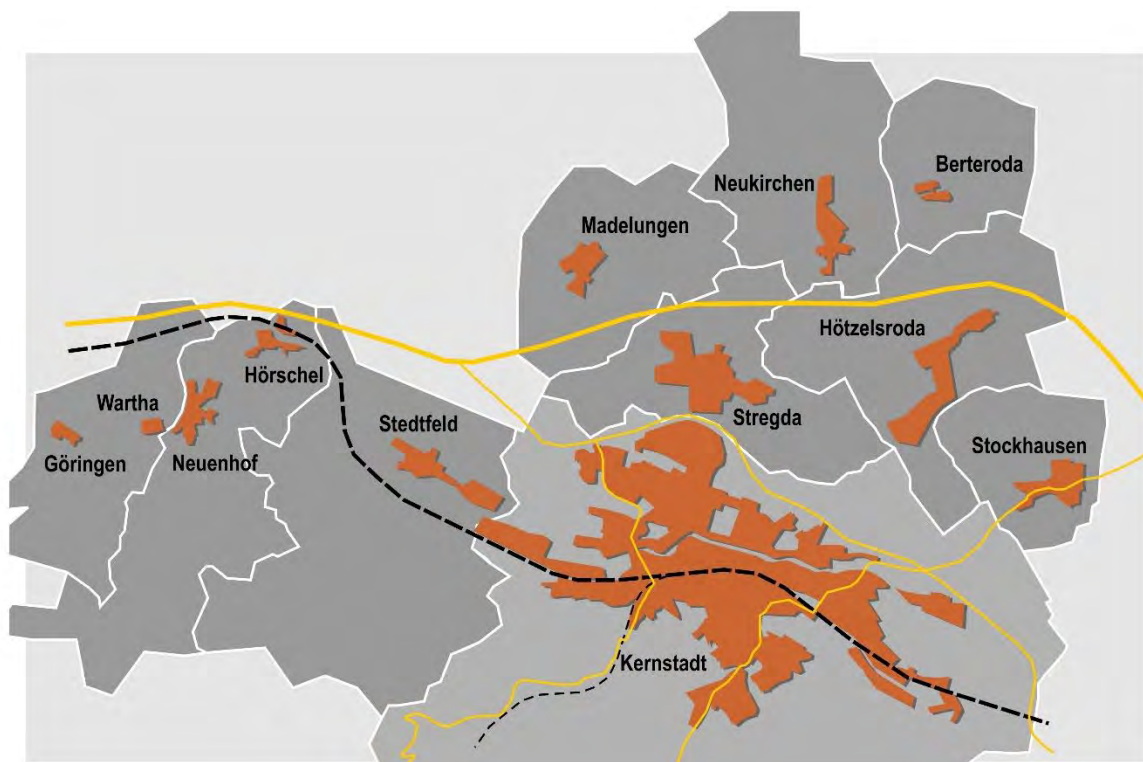 Berteroda
Neukirchen
Madelungen
Hötzelsroda
Hörschel
Wartha
Stregda
Stedtfeld
Stockhausen
Göringen
Neuenhof
Kernstadt